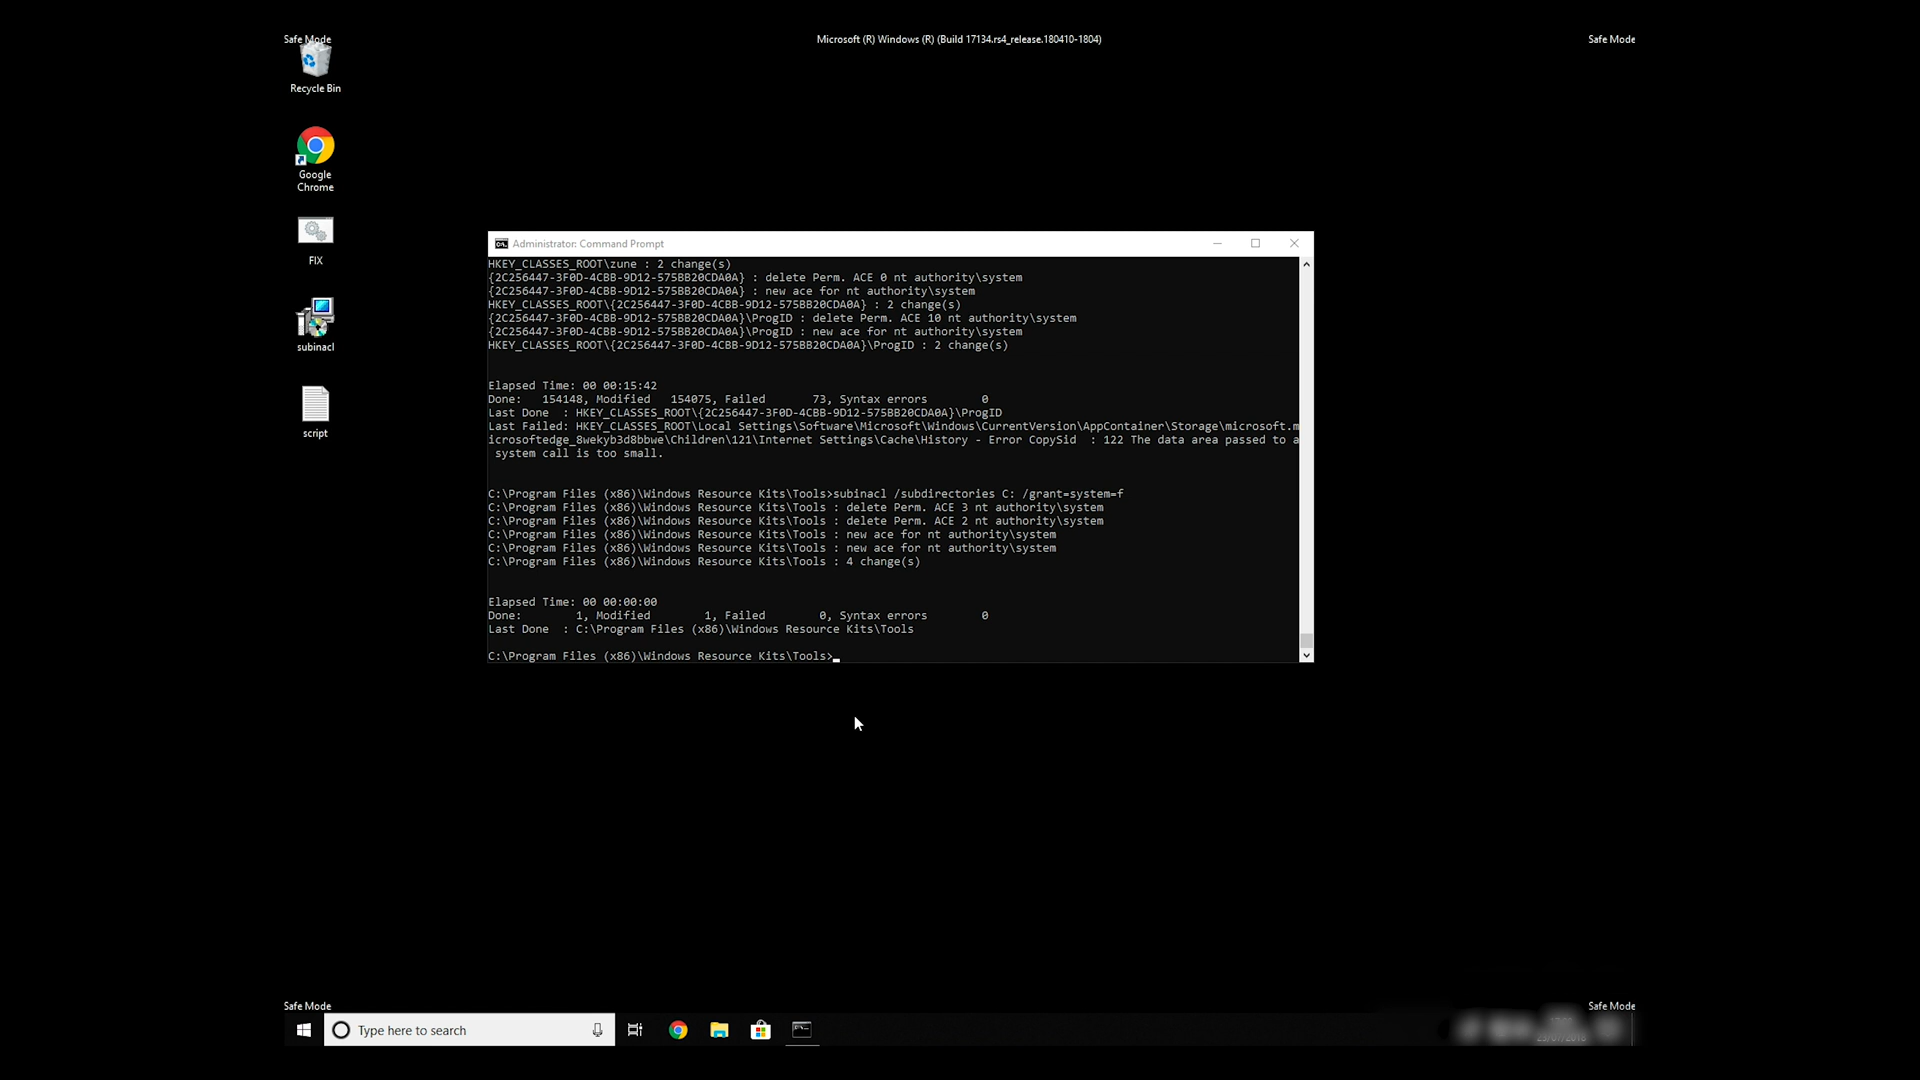 Safe Mode
Microsoft (R) Windows (R) (Build 17134.rs4_release.180410-1804)
Safe Mode
Recycle Bin
Google
Chrome
FIX
subinacl
script
Administrator: Command Prompt
HKEY_CLASSES_ROOT\zune : 2 change(s)
{2C256447-3F0D-4CBB-9D12-575BB20CDA0A} : delete Perm. ACE 0 nt authority\system
{2C256447-3F0D-4CBB-9D12-575BB20CDA0A} : new ace for nt authority\system
HKEY_CLASSES_ROOT\{2C256447-3F0D-4CBB-9D12-575BB20CDA0A} : 2 change(s)
{2C256447-3F0D-4CBB-9D12-575BB20CDA0A}\ProgID : delete Perm. ACE 10 nt authority\system
{2C256447-3F0D-4CBB-9D12-575BB20CDA0A}\ProgID : new ace for nt authority\system
HKEY_CLASSES_ROOT\{2C256447-3F0D-4CBB-9D12-575BB20CDA0A}\ProgID : 2 change(s)
Elapsed Time: 00 00:15:42
Done: 154148, Modified 154075, Failed 73, Syntax errors 0
Last Done : HKEY_CLASSES_ROOT\{2C256447-3F0D-4CBB-9D12-575BB20CDA0A}\ProgID
Last Failed: HKEY_CLASSES_ROOT\Local Settings\Software\Microsoft\Windows\CurrentVersion\AppContainer\Storage\microsoft.m
icrosoftedge_8wekyb3d8bbwe\Children\121\Internet Settings\Cache\History - Error CopySid : 122 The data area passed to a
system call is too small.
C:\Program Files (x86)\Windows Resource Kits\Tools>subinacl /subdirectories C: /grant=system=f
C:\Program Files (x86)\Windows Resource Kits\Tools : delete Perm. ACE 3 nt authority\system
C:\Program Files (x86)\Windows Resource Kits\Tools : delete Perm. ACE 2 nt authority\system
C:\Program Files (x86)\Windows Resource Kits\Tools : new ace for nt authority\system
C:\Program Files (x86)\Windows Resource Kits\Tools : new ace for nt authority\system
C:\Program Files (x86)\Windows Resource Kits\Tools : 4 change(s)
Elapsed Time: 00 00:00:00
Done: 1, Modified 1, Failed 0, Syntax errors 0
Last Done : C:\Program Files (x86)\Windows Resource Kits\Tools
C:\Program Files (x86)\Windows Resource Kits\Tools>_
Safe Mode
Safe Mode
Type here to search